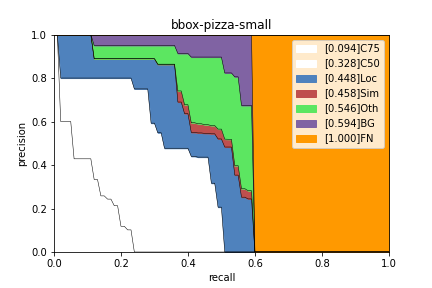 bbox-pizza-small
1.0
0.8
0.6
0.4
0.2
0.0
precision
0.0
0.2
0.4
0.6
0.8
1.0
recall
[0.094]C75
[0.328]C50
[0.448]Loc
[0.458]Sim
[0.546]Oth
[0.594]BG
[1.000]FN